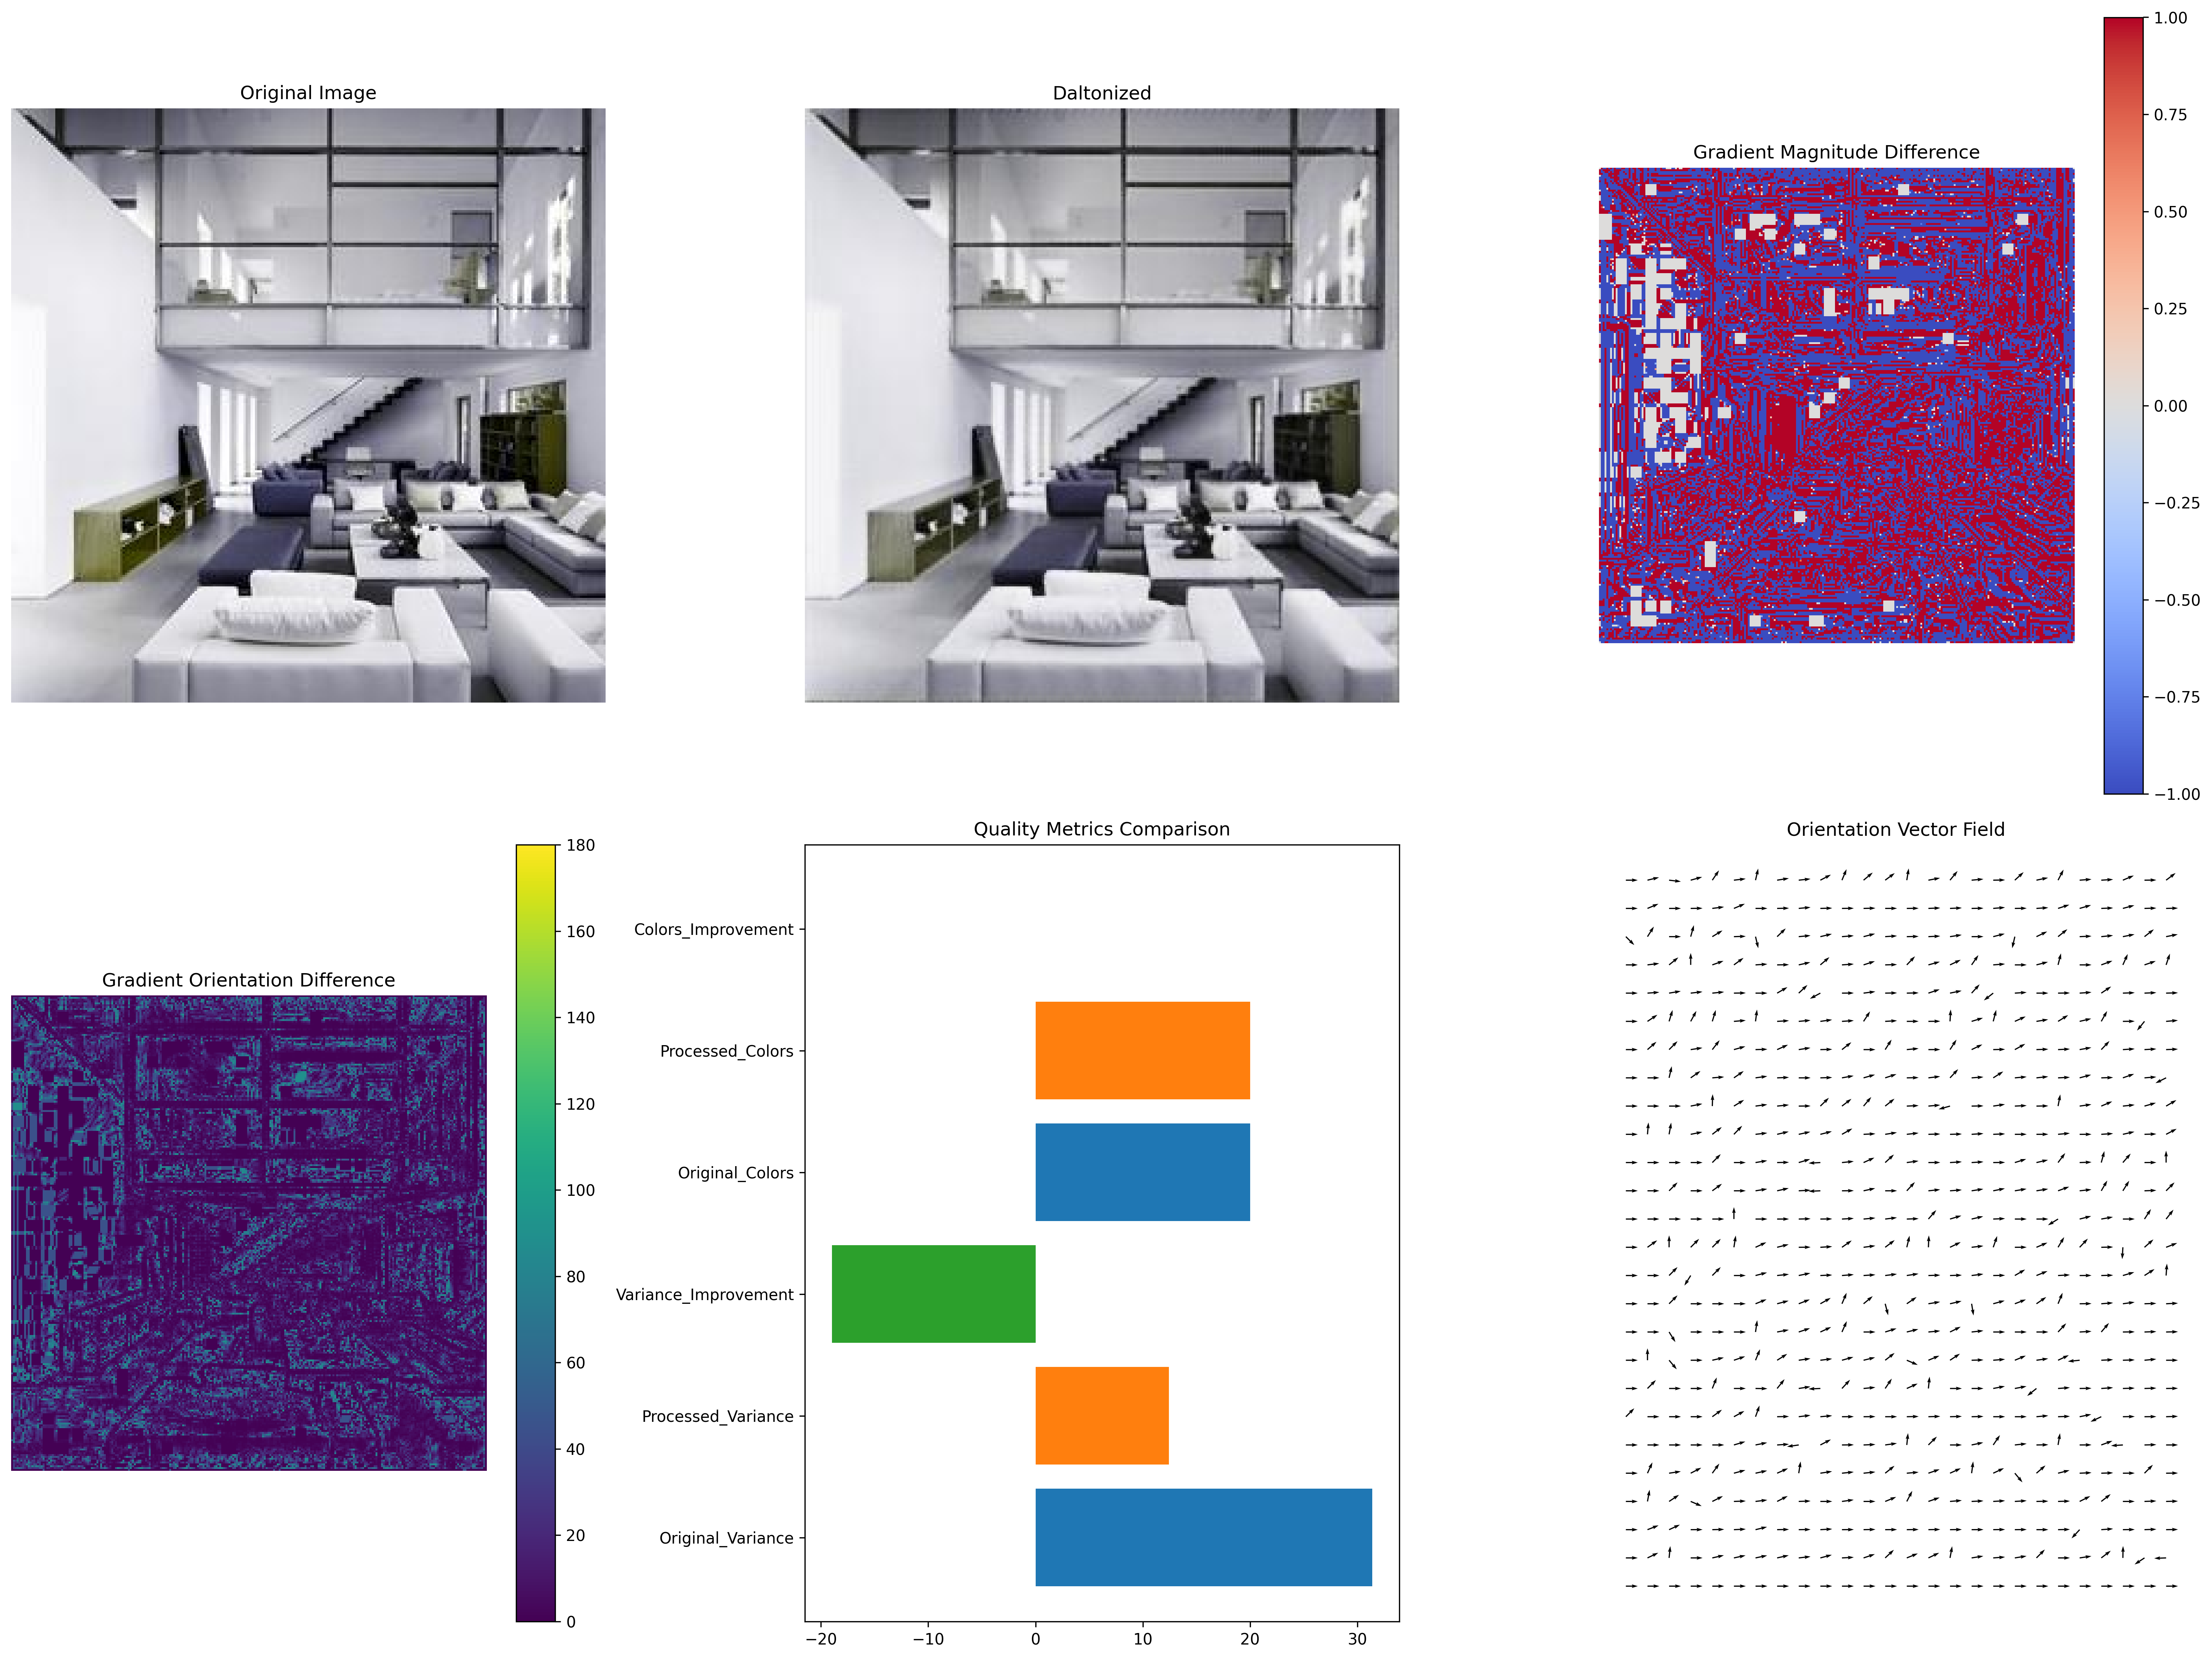 Original Image
Daltonized
Gradient Magnitude Difference
1.00
0.75
0.50
0.25
0.00
−0.25
−0.50
−0.75
−1.00
Gradient Orientation Difference
180
160
140
120
100
80
60
40
20
0
Quality Metrics Comparison
Colors_Improvement
Processed_Colors
Original_Colors
Variance_Improvement
Processed_Variance
Original_Variance
−20 −10 0 10 20 30
Orientation Vector Field